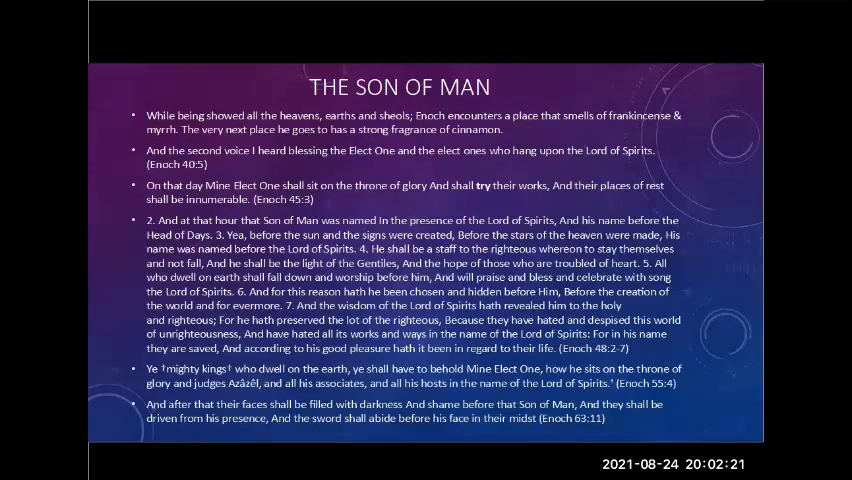 THE SON OF MAN
• While being showed all the heavens, earths and sheols; Enoch encounters a place that smells of frankincense &
myrrh. The very next place he goes to has a strong fragrance of cinnamon.
• And the second voice I heard blessing the Elect One and the elect ones who hang upon the Lord of Spirits.
(Enoch 40:5)
• On that day Mine Elect One shall sit on the throne of glory And shall try their works, And their places of rest
shall be innumerable. (Enoch 45:3)
• 2. And at that hour that Son of Man was named In the presence of the Lord of Spirits, And his name before the
Head of Days. 3. Yea, before the sun and the signs were created, Before the stars of the heaven were made, His
name was named before the Lord of Spirits. 4. He shall be a staff to the righteous whereon to stay themselves
and not fall, And he shall be the light of the Gentiles, And the hope of those who are troubled of heart. 5. All
who dwell on earth shall fall down and worship before him, And will praise and bless and celebrate with song
the Lord of Spirits. 6. And for this reason hath he been chosen and hidden before Him, Before the creation of
the world and for evermore. 7. And the wisdom of the Lord of Spirits hath revealed him to the holy
and righteous; For he hath preserved the lot of the righteous, Because they have hated and despised this world
of unrighteousness, And have hated all its works and ways in the name of the Lord of Spirits: For in his name
they are saved, And according to his good pleasure hath it been in regard to their life. (Enoch 48:2-7)
• Ye †mighty kings† who dwell on the earth, ye shall have to behold Mine Elect One, how he sits on the throne of
glory and judges Azâzêl, and all his associates, and all his hosts in the name of the Lord of Spirits.' (Enoch 55:4)
• And after that their faces shall be filled with darkness And shame before that Son of Man, And they shall be
driven from his presence, And the sword shall abide before his face in their midst (Enoch 63:11)
2021-08-24 20:02:21